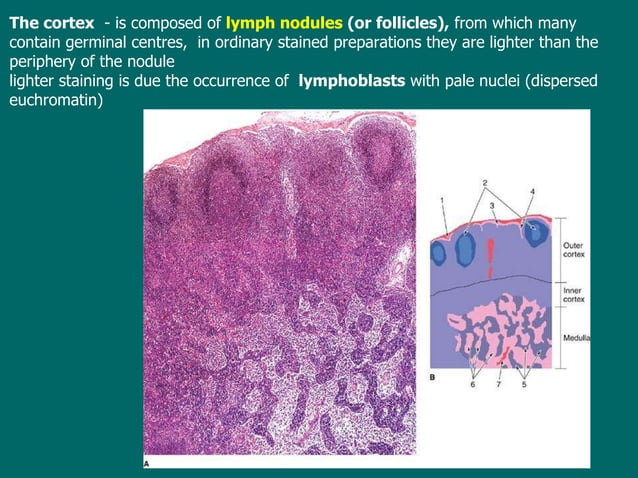 The cortex - is composed of lymph nodules (or follicles), from which many
contain germinal centres, in ordinary stained preparations they are lighter than the
periphery of the nodule
lighter staining is due the occurrence of lymphoblasts with pale nuclei (dispersed
euchromatin)
2
1
3
4
Outer
cortex
Inner
cortex
Medulla
B
6
7
5
A